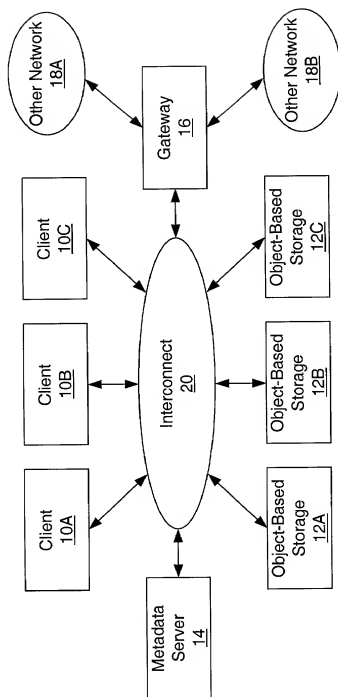 Client
10A
Client
10B
Client
10C
Other Network
18A
Metadata
Server
14
Interconnect
20
Gateway
16
Object-Based
Storage
12A
Object-Based
Storage
12B
Object-Based
Storage
12C
Other Network
18B